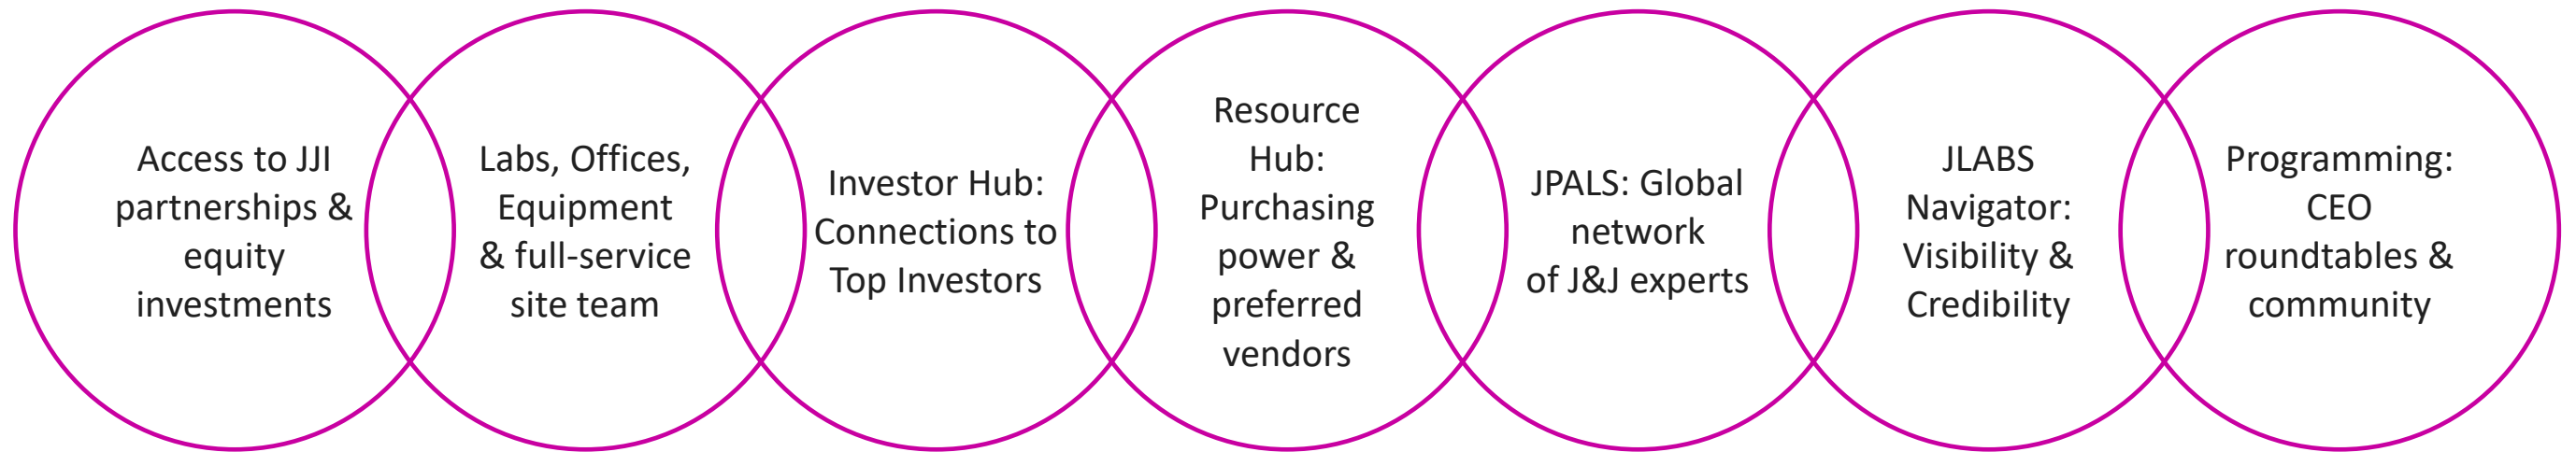 Access to JJI
partnerships &
equity
investments
Labs, Offices,
Equipment
& full-service
site team
Investor Hub:
Connections to
Top Investors
Resource
Hub:
Purchasing
power &
preferred
vendors
JPALS: Global
network
of J&J experts
JLABS
Navigator:
Visibility &
Credibility
Programming:
CEO
roundtables &
community